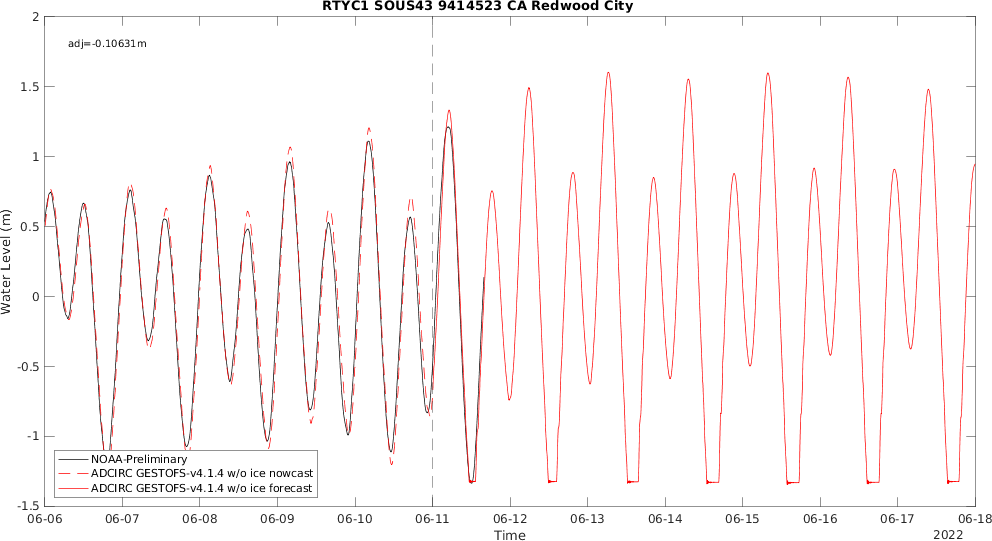 RTYC1 SOUS43 9414523 CA Redwood City
adj=-0.10631m
2
1.5
1
0.5
0
-0.5
-1
-1.5
Water Level (m)
NOAA-Preliminary
ADCIRC GESTOFS-v4.1.4 w/o ice nowcast
ADCIRC GESTOFS-v4.1.4 w/o ice forecast
06-06 06-07 06-08 06-09 06-10 06-11 06-12 06-13 06-14 06-15 06-16 06-17 06-18
Time
2022